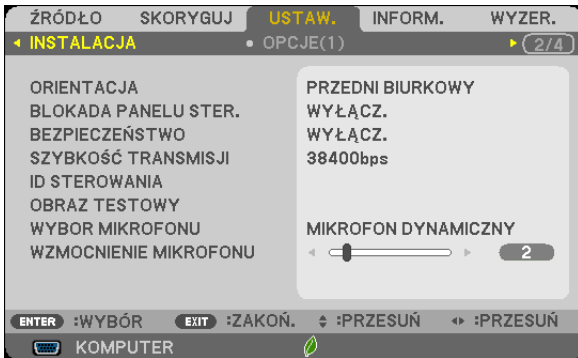 ŹRÓDŁO SKORYGUJ USTAW. INFORM. WYZER.
INSTALACJA OPCJE(1) 2/4
ORIENTACJA PRZEDNI BIURKOWY
BLOKADA PANELU STER. WYŁĄCZ.
BEZPIECZEŃSTWO WYŁĄCZ.
SZYBKOŚĆ TRANSMISJI 38400bps
ID STEROWANIA
OBRAZ TESTOWY
WYBOR MIKROFONU MIKROFON DYNAMICZNY
WZMOCNIENIE MIKROFONU 2
ENTER :WYBÓR EXIT :ZAKOŃ. :PRZESUŃ :PRZESUŃ
KOMPUTER